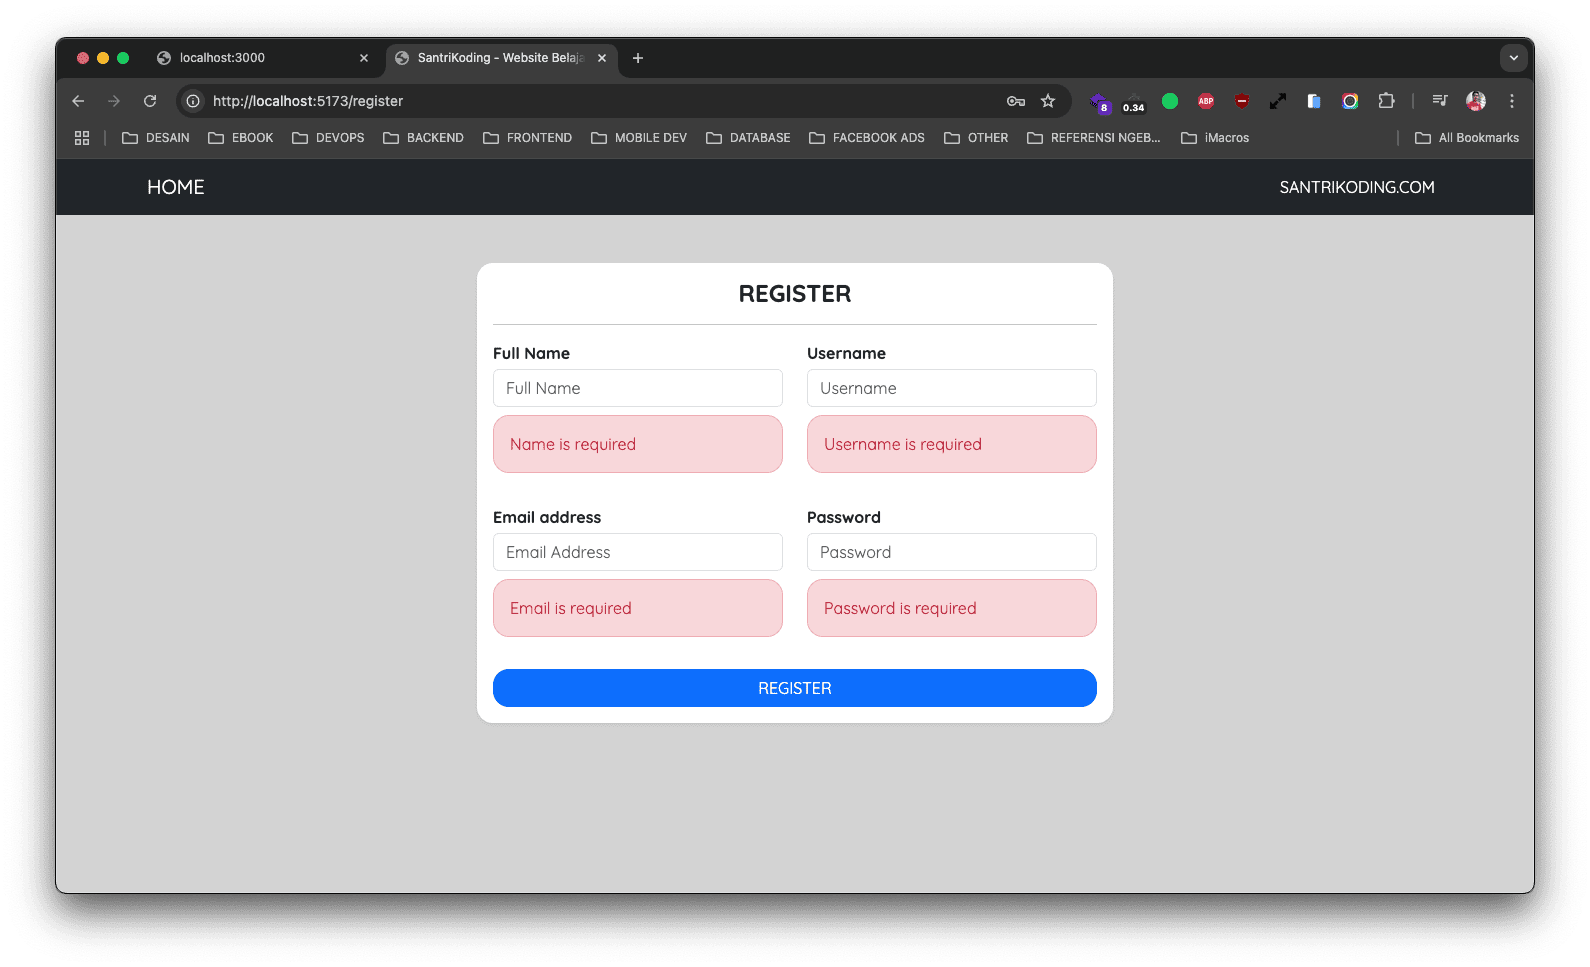 localhost:3000
SantriKoding - Website Belaja
http://localhost:5173/register
8
0.34
ABP
DESAIN
EBOOK
DEVOPS
BACKEND
FRONTEND
MOBILE DEV
DATABASE
FACEBOOK ADS
OTHER
REFERENSI NGEB...
iMacros
All Bookmarks
HOME
SANTRIKODING.COM
REGISTER
Full Name
Username
Full Name
Username
Name is required
Username is required
Email address
Password
Email Address
Password
Email is required
Password is required
REGISTER